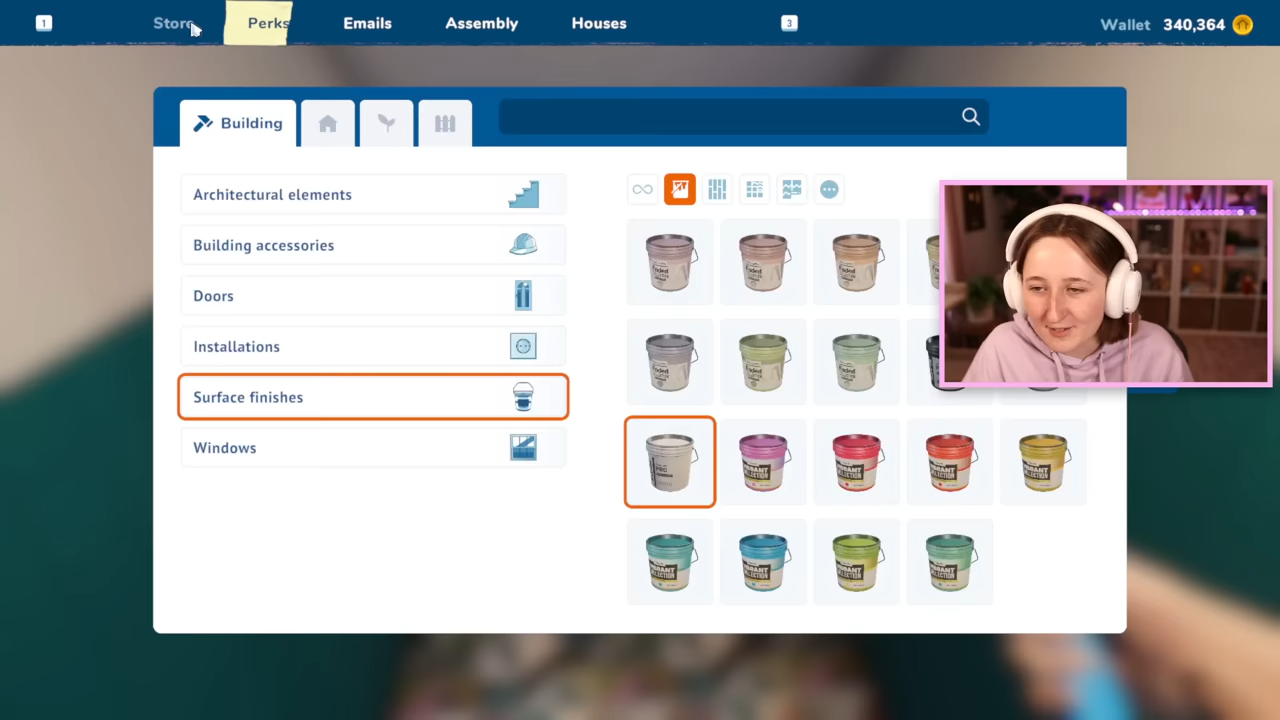 1 Store Perks Emails Assembly Houses 3 Wallet 340,364
Building
Architectural elements
Building accessories
Doors
Installations
Surface finishes
Windows